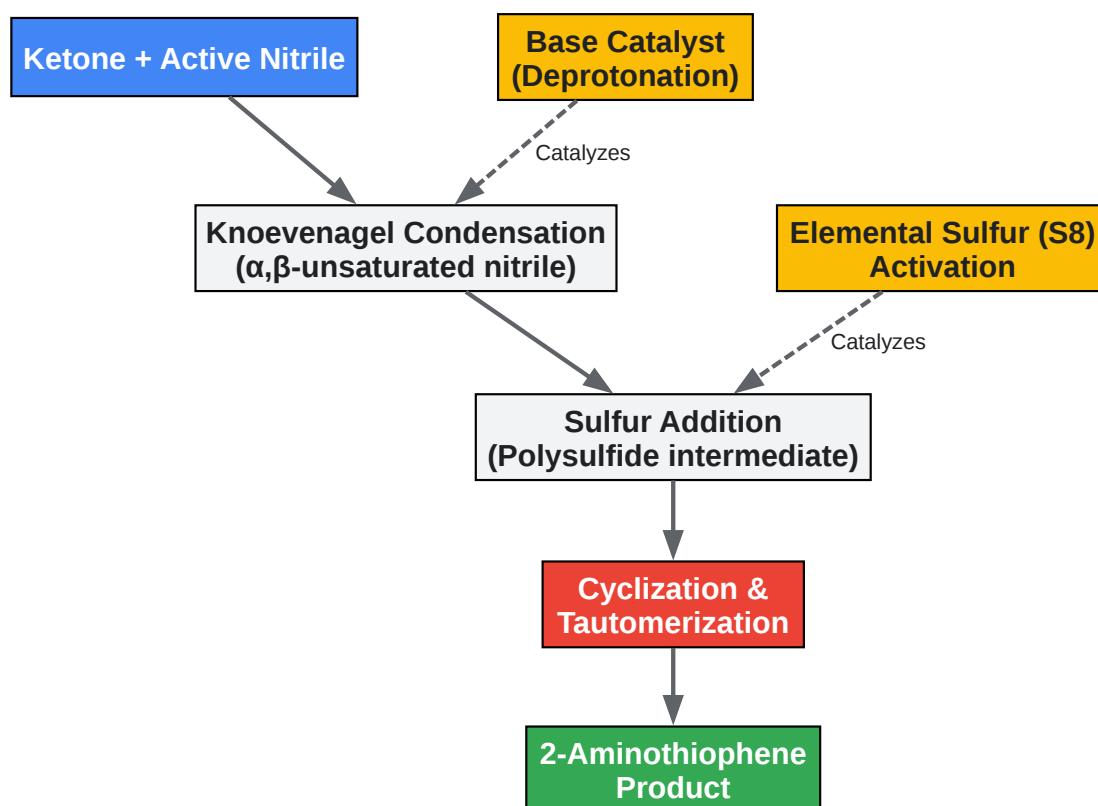 Ketone + Active Nitrile
Base Catalyst
(Deprotonation)
Catalyzes
Knoevenagel Condensation
(α,β-unsaturated nitrile)
Elemental Sulfur (S8)
Activation
Catalyzes
Sulfur Addition
(Polysulfide intermediate)
Cyclization &
Tautomerization
2-Aminothiophene
Product